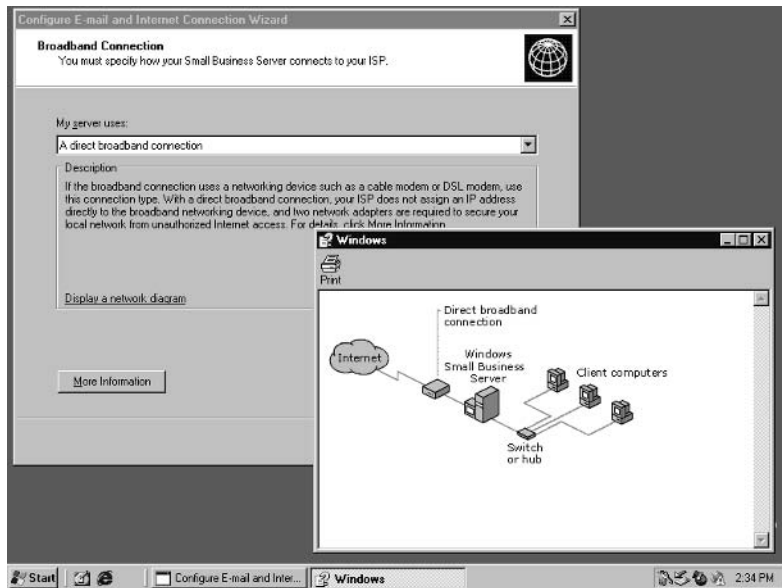 Configure E-mail and Internet Connection Wizard
Broadband Connection
You must specify how your Small Business Server connects to your ISP.
My server uses:
A direct broadband connection
Description
If the broadband connection uses a networking device such as a cable modem or DSL modem, use
this connection type. With a direct broadband connection, your ISP does not assign an IP address
directly to the broadband networking device, and two network adapters are required to secure your
local network from unauthorized Internet access. For details, click More Information.
Display a network diagram
More Information
Windows
Print
Direct broadband
connection
Internet
Windows
Small Business
Server
Client computers
Switch
or hub
Start
Configure E-mail and Inter...
Windows
2:34 PM